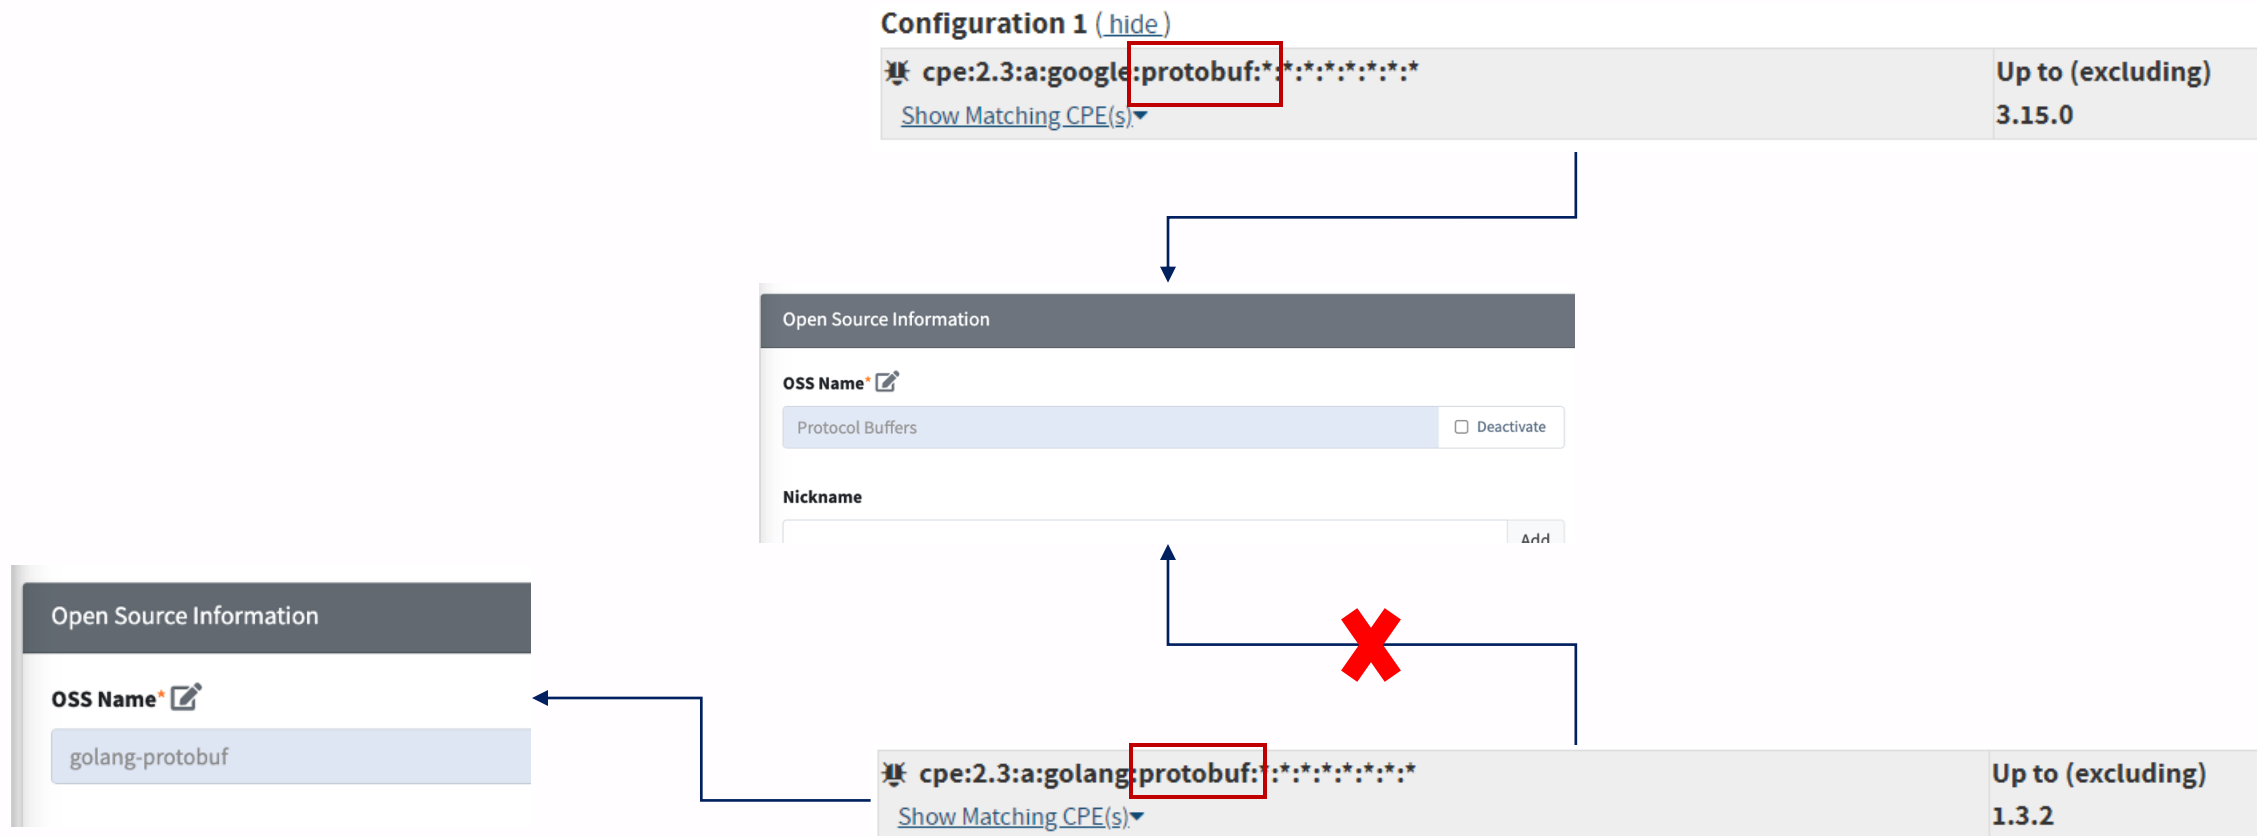 Configuration 1 ( hide )
cpe:2.3:a:google:protobuf:*:*:*:*:*:*:*:*
Up to (excluding)
Show Matching CPE(s)
3.15.0
Open Source Information
OSS Name*
Protocol Buffers
Deactivate
Nickname
Add
Open Source Information
OSS Name*
golang-protobuf
cpe:2.3:a:golang:protobuf:*:*:*:*:*:*:*:*
Up to (excluding)
Show Matching CPE(s)
1.3.2